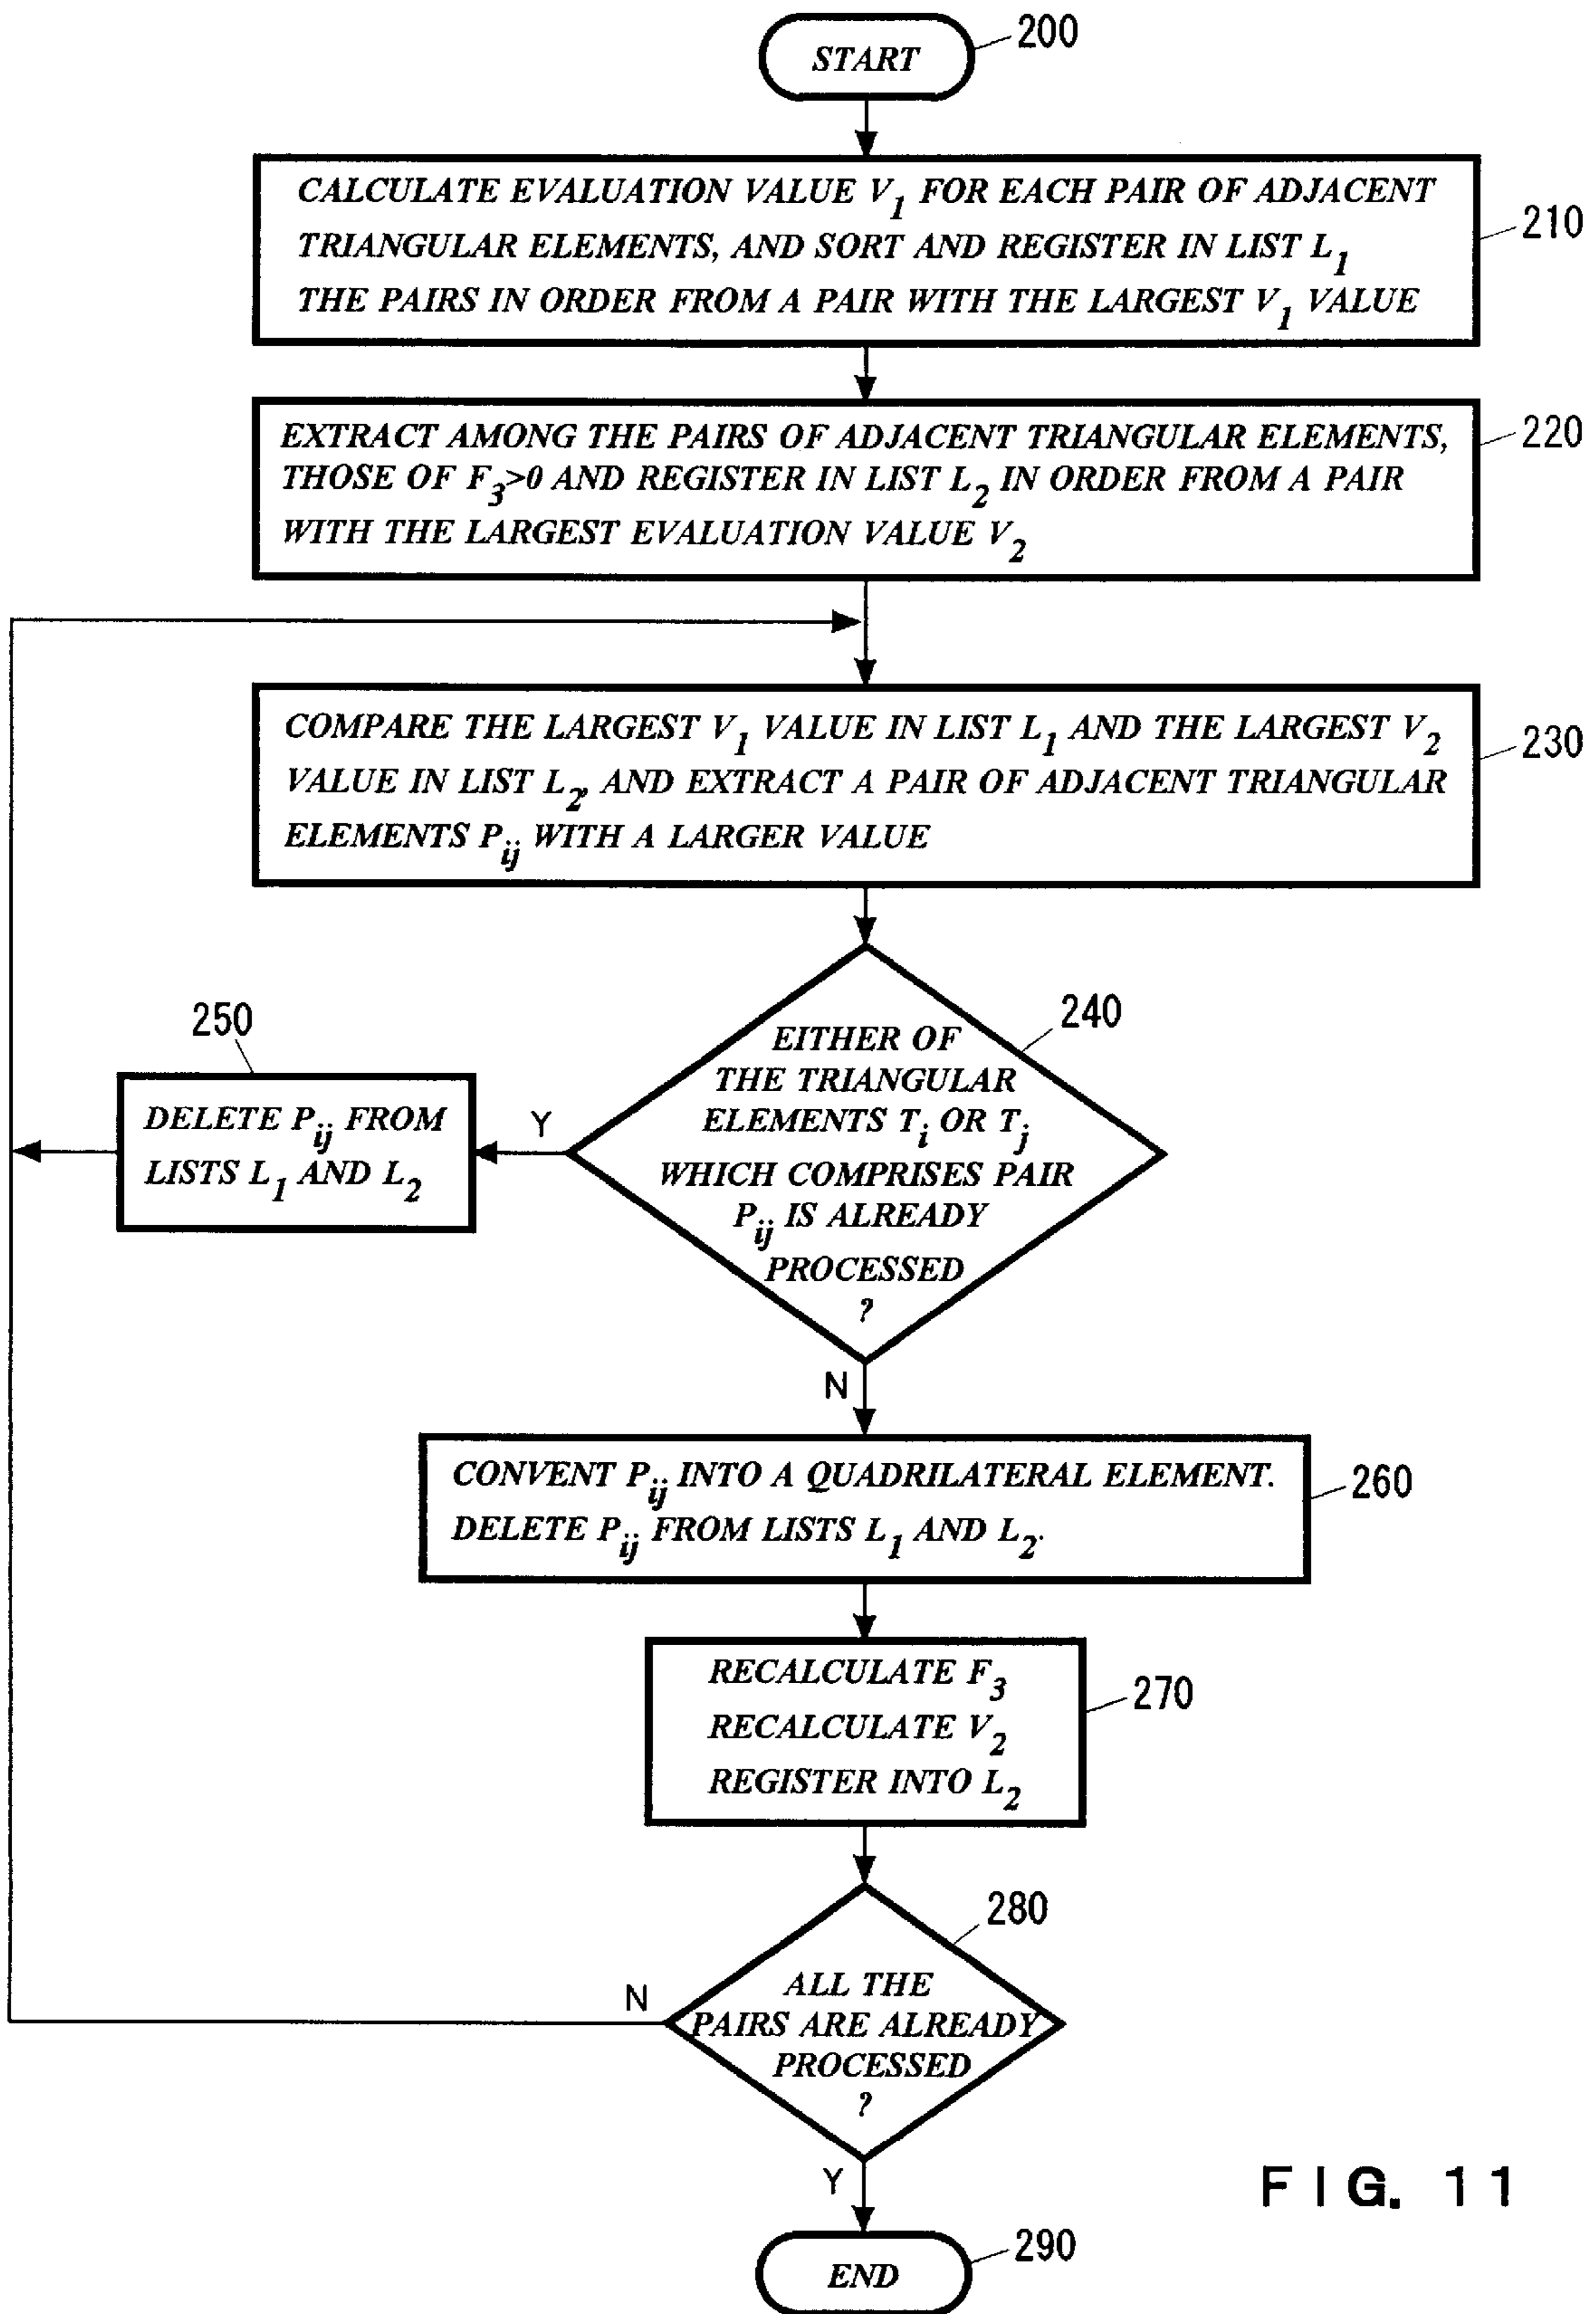 START
200
CALCULATE EVALUATION VALUE V1 FOR EACH PAIR OF ADJACENT
TRIANGULAR ELEMENTS, AND SORT AND REGISTER IN LIST L1
THE PAIRS IN ORDER FROM A PAIR WITH THE LARGEST V1 VALUE
210
EXTRACT AMONG THE PAIRS OF ADJACENT TRIANGULAR ELEMENTS,
THOSE OF F3>0 AND REGISTER IN LIST L2 IN ORDER FROM A PAIR
WITH THE LARGEST EVALUATION VALUE V2
220
COMPARE THE LARGEST V1 VALUE IN LIST L1 AND THE LARGEST V2
VALUE IN LIST L2, AND EXTRACT A PAIR OF ADJACENT TRIANGULAR
ELEMENTS Pij WITH A LARGER VALUE
230
EITHER OF
THE TRIANGULAR
ELEMENTS Ti OR Tj
WHICH COMPRISES PAIR
Pij IS ALREADY
PROCESSED
?
240
Y
250
DELETE Pij FROM
LISTS L1 AND L2
N
CONVENT Pij INTO A QUADRILATERAL ELEMENT.
DELETE Pij FROM LISTS L1 AND L2.
260
RECALCULATE F3
RECALCULATE V2
REGISTER INTO L2
270
ALL THE
PAIRS ARE ALREADY
PROCESSED
?
280
N
Y
END
290
FIG. 11